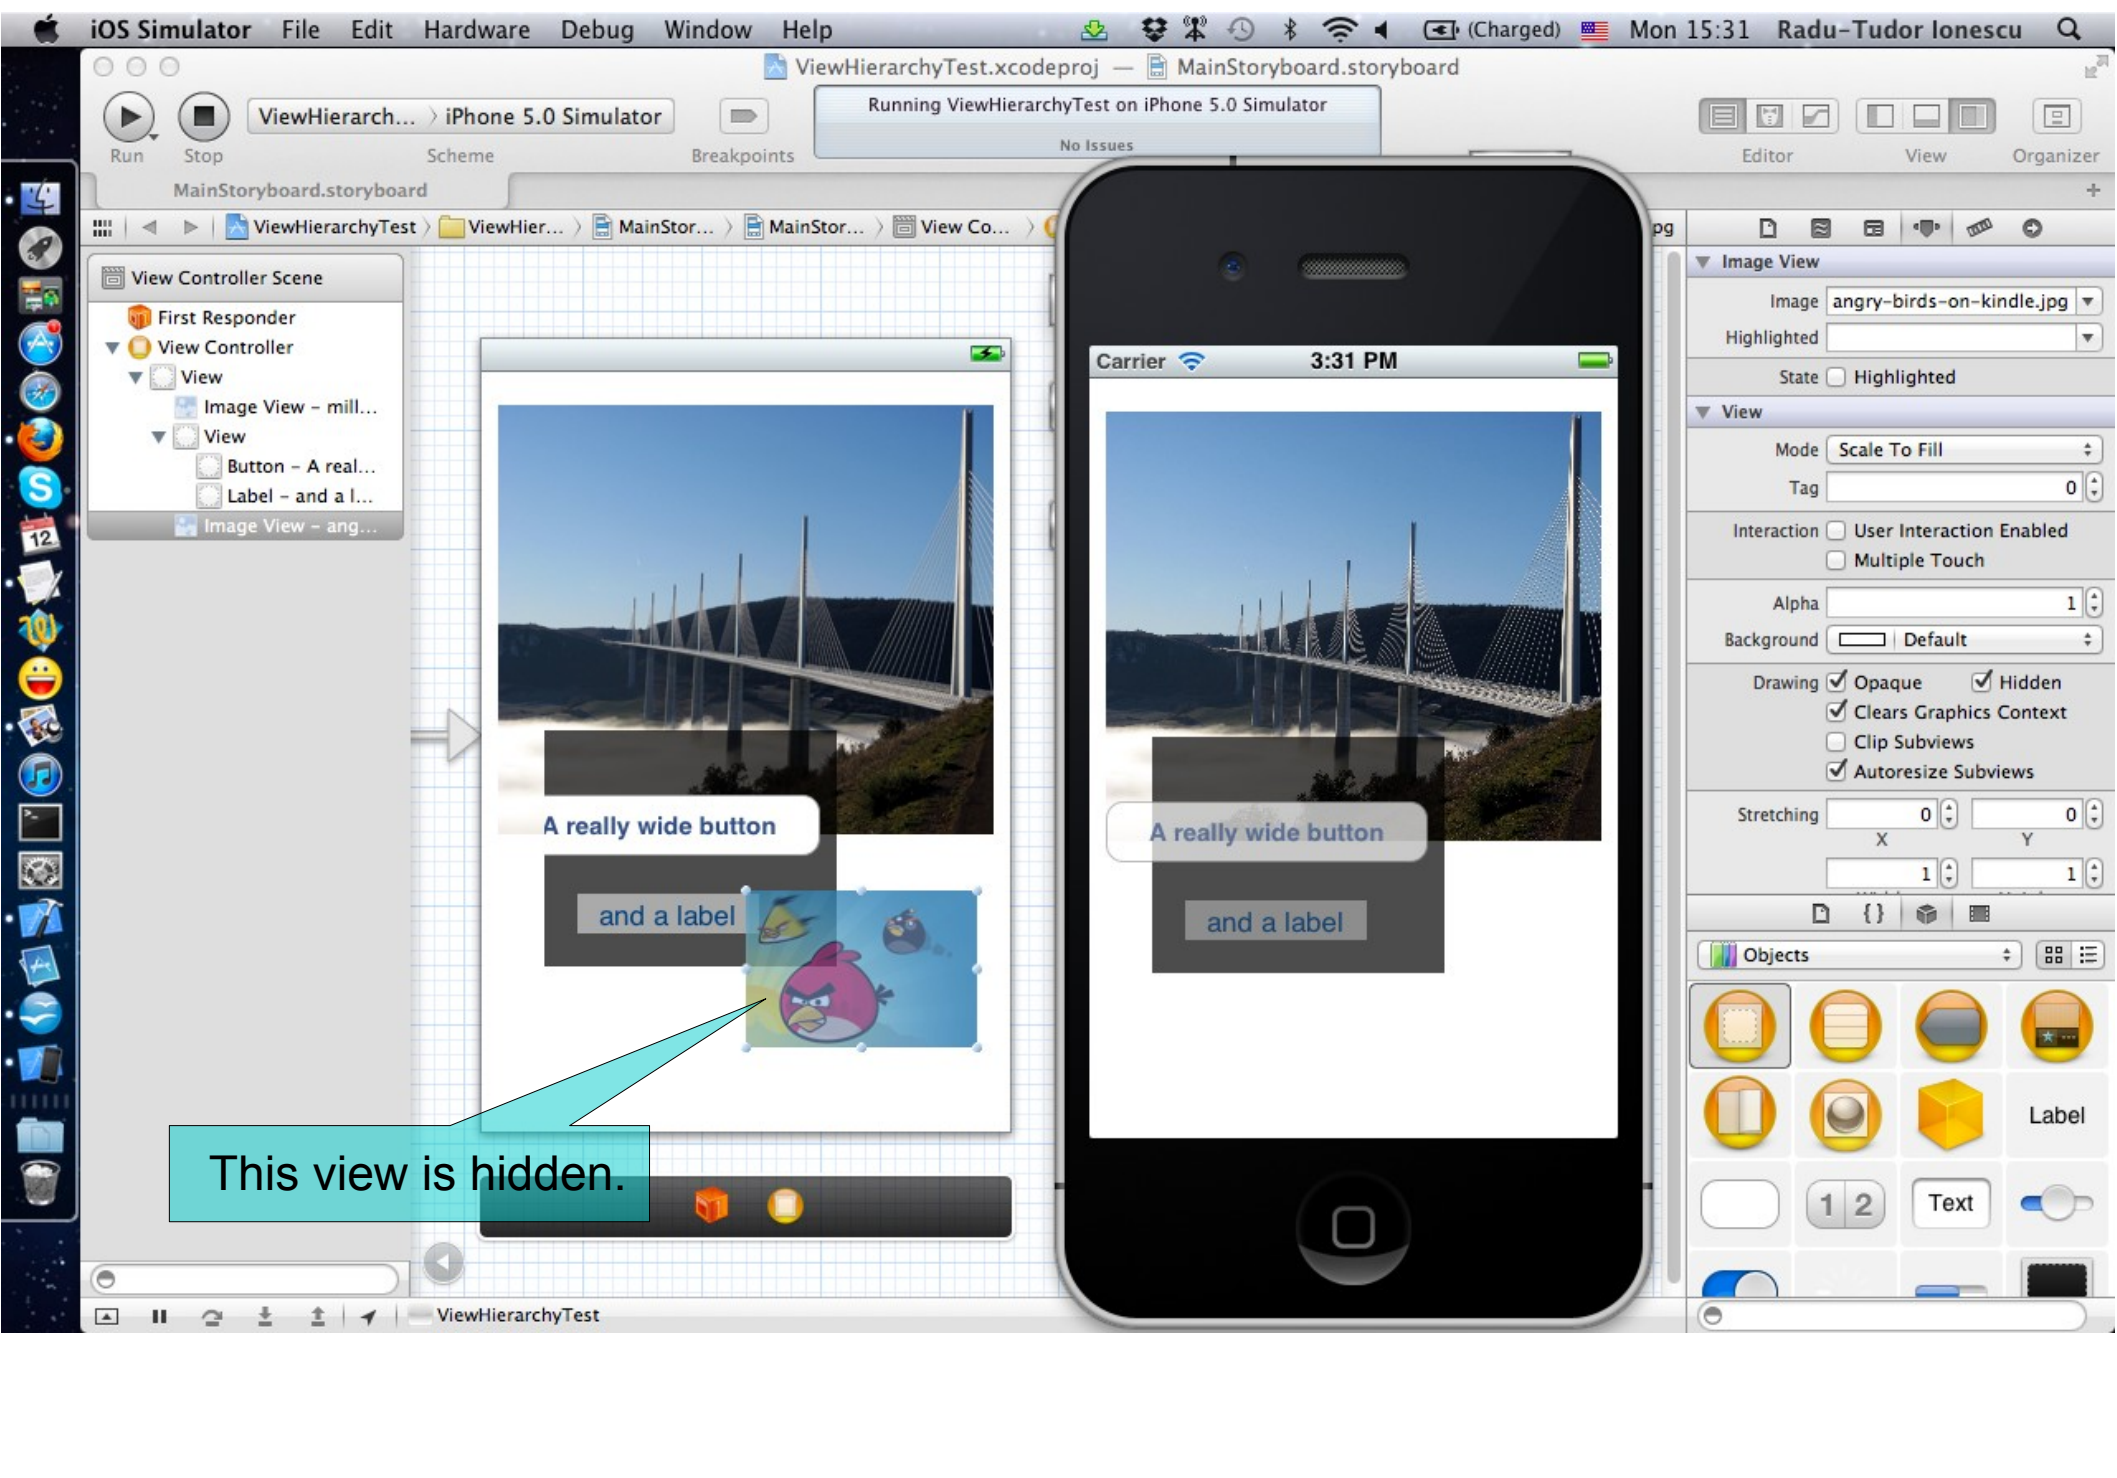 iOS Simulator File Edit Hardware Debug Window Help (Charged) Mon 15:31 Radu-Tudor Ionescu
ViewHierarchyTest.xcodeproj — MainStoryboard.storyboard
ViewHierarch... iPhone 5.0 Simulator
Running ViewHierarchyTest on iPhone 5.0 Simulator
No Issues
Run Stop Scheme Breakpoints Editor View Organizer
MainStoryboard.storyboard
ViewHierarchyTest ViewHier... MainStor... MainStor... View Co... pg
View Controller Scene
First Responder
View Controller
View
Image View - mill...
View
Button - A real...
Label - and a l...
Image View - ang...
12
A really wide button
and a label
This view is hidden.
Carrier 3:31 PM
A really wide button
and a label
Image View
Image angry-birds-on-kindle.jpg
Highlighted
State Highlighted
View
Mode Scale To Fill
Tag 0
Interaction User Interaction Enabled
Multiple Touch
Alpha 1
Background Default
Drawing Opaque Hidden
Clears Graphics Context
Clip Subviews
Autoresize Subviews
Stretching 0 0
X Y
1 1
{}
Objects
Label
1 2 Text
ViewHierarchyTest